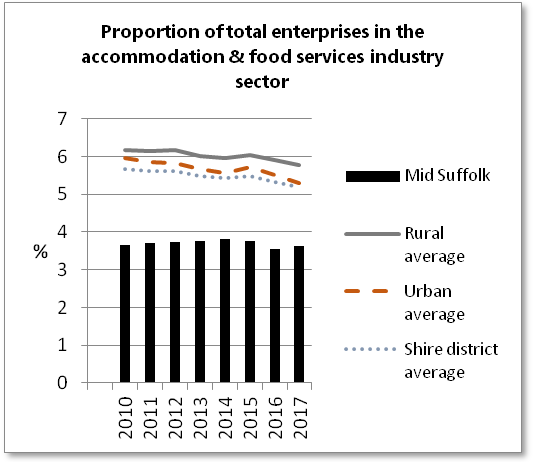 Proportion of total enterprises in the
accommodation & food services industry
sector
7
6
5
4
3
2
1
0
%
2010
2011
2012
2013
2014
2015
2016
2017
Mid Suffolk
Rural
average
Urban
average
Shire district
average